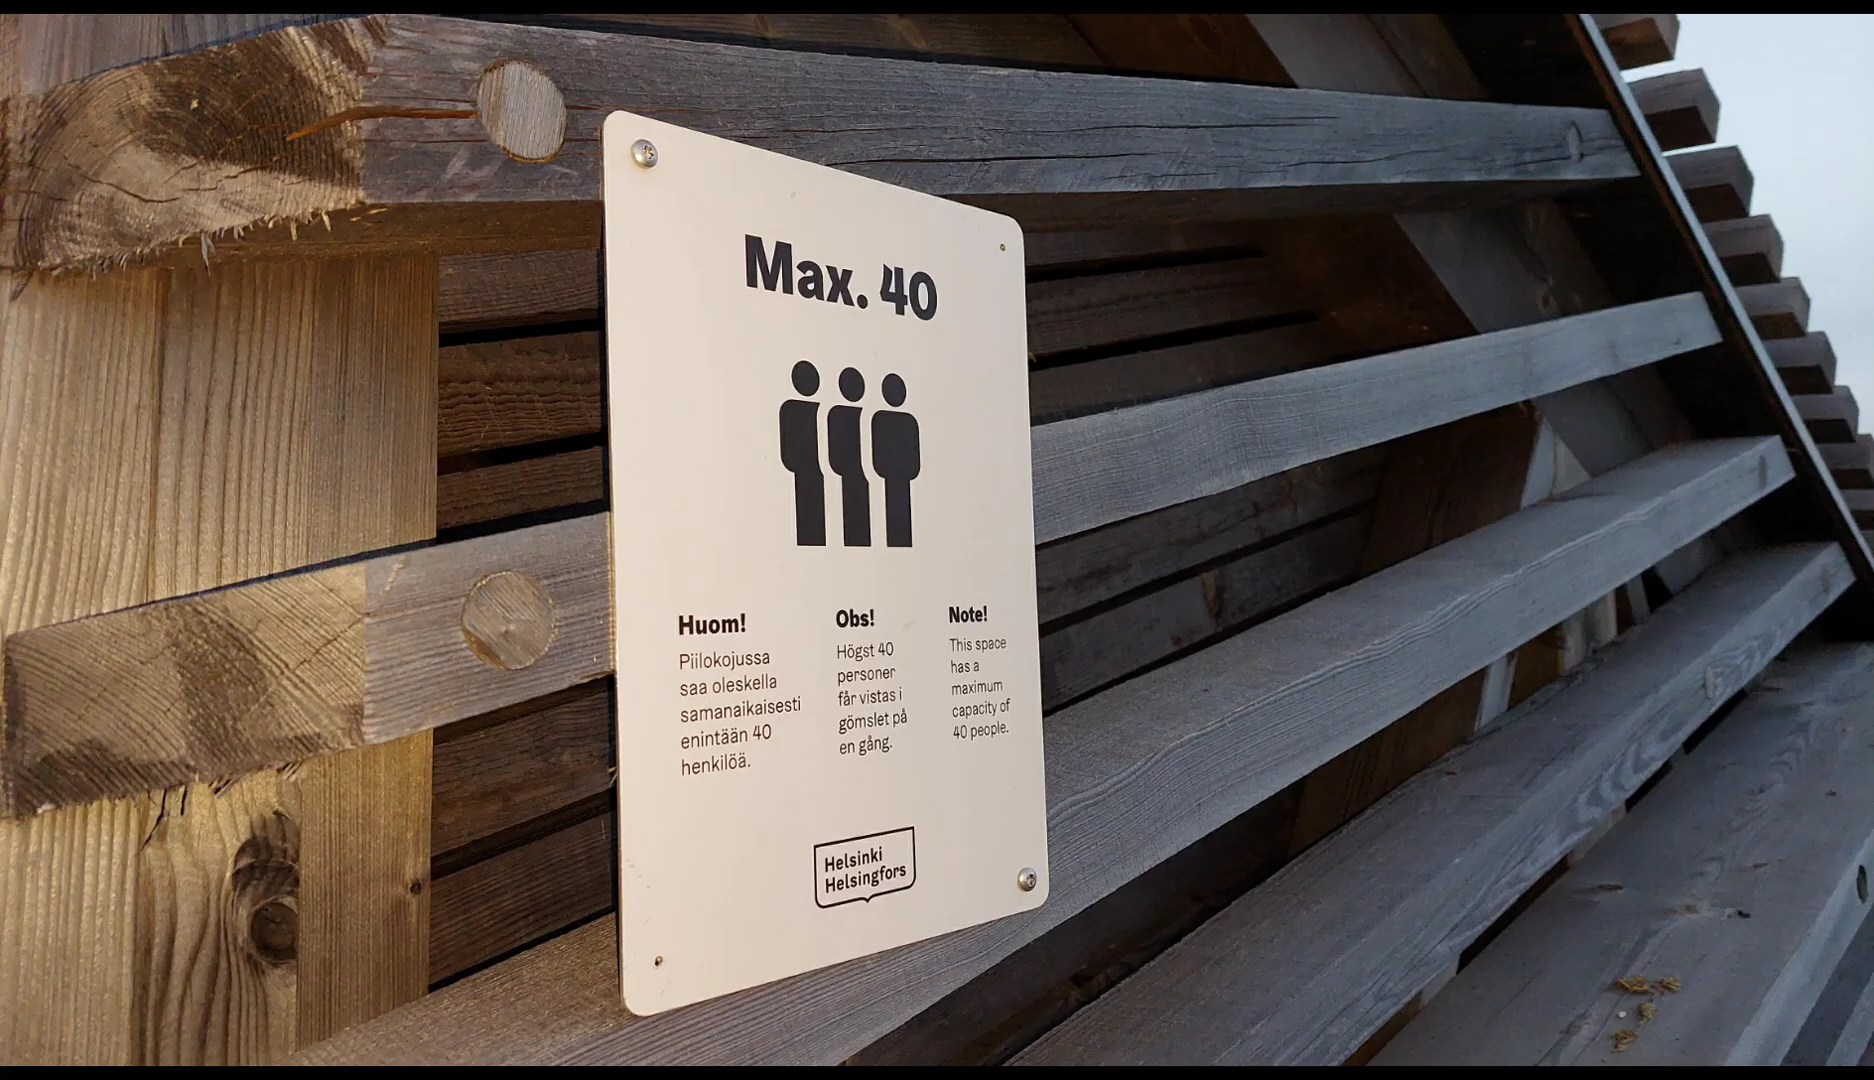 Max. 40
Huom!
Piilokojussa
saa oleskella
samanaikaisesti
enintään 40
henkilöä.
Obs!
Högst 40
personer
får vistas i
gömslet på
en gång.
Note!
This space
has a
maximum
capacity of
40 people.
Helsinki
Helsingfors